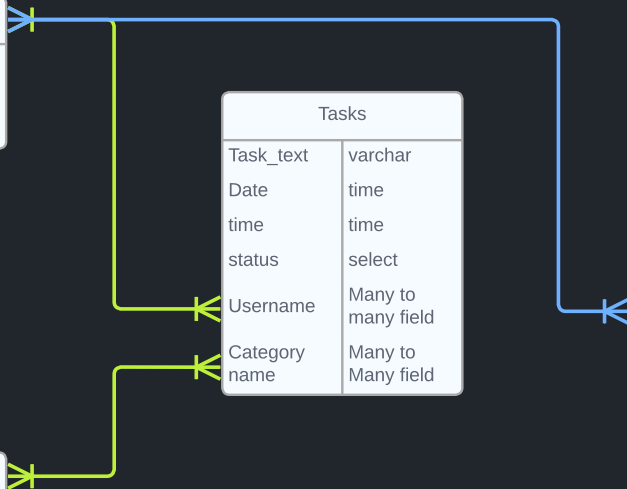 Tasks
Task_text varchar
Date time
time time
status select
Username Many to
many field
Category Many to
name Many field